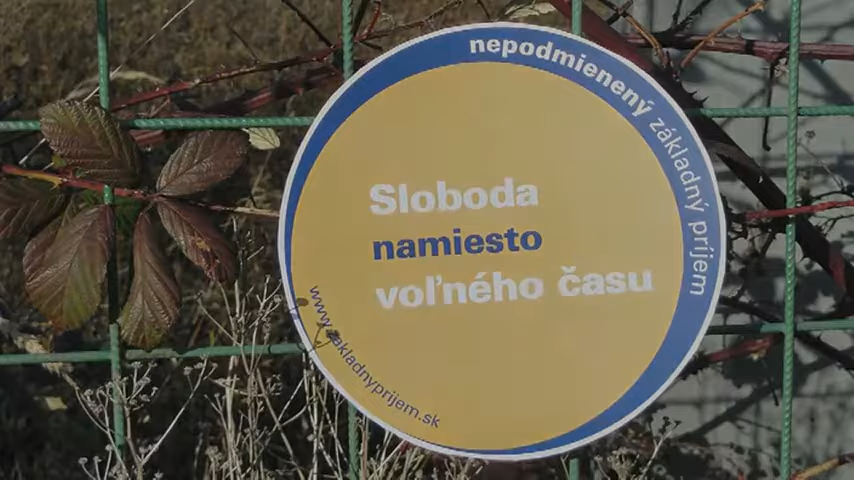 nepodmienený základný príjem
Sloboda
namiesto
voľného času
www.zakladnyprijem.sk